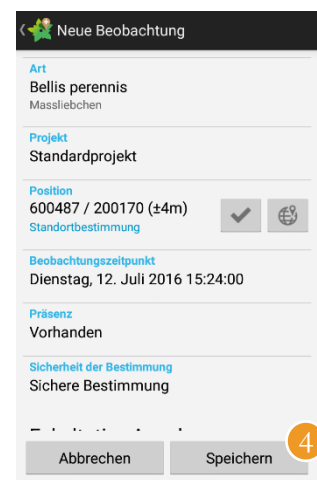 Neue Beobachtung
Art
Bellis perennis
Massliebchen
Projekt
Standardprojekt
Position
600487 / 200170 (±4m)
Standortbestimmung
Beobachtungszeitpunkt
Dienstag, 12. Juli 2016 15:24:00
Präsenz
Vorhanden
Sicherheit der Bestimmung
Sichere Bestimmung
4
Abbrechen
Speichern